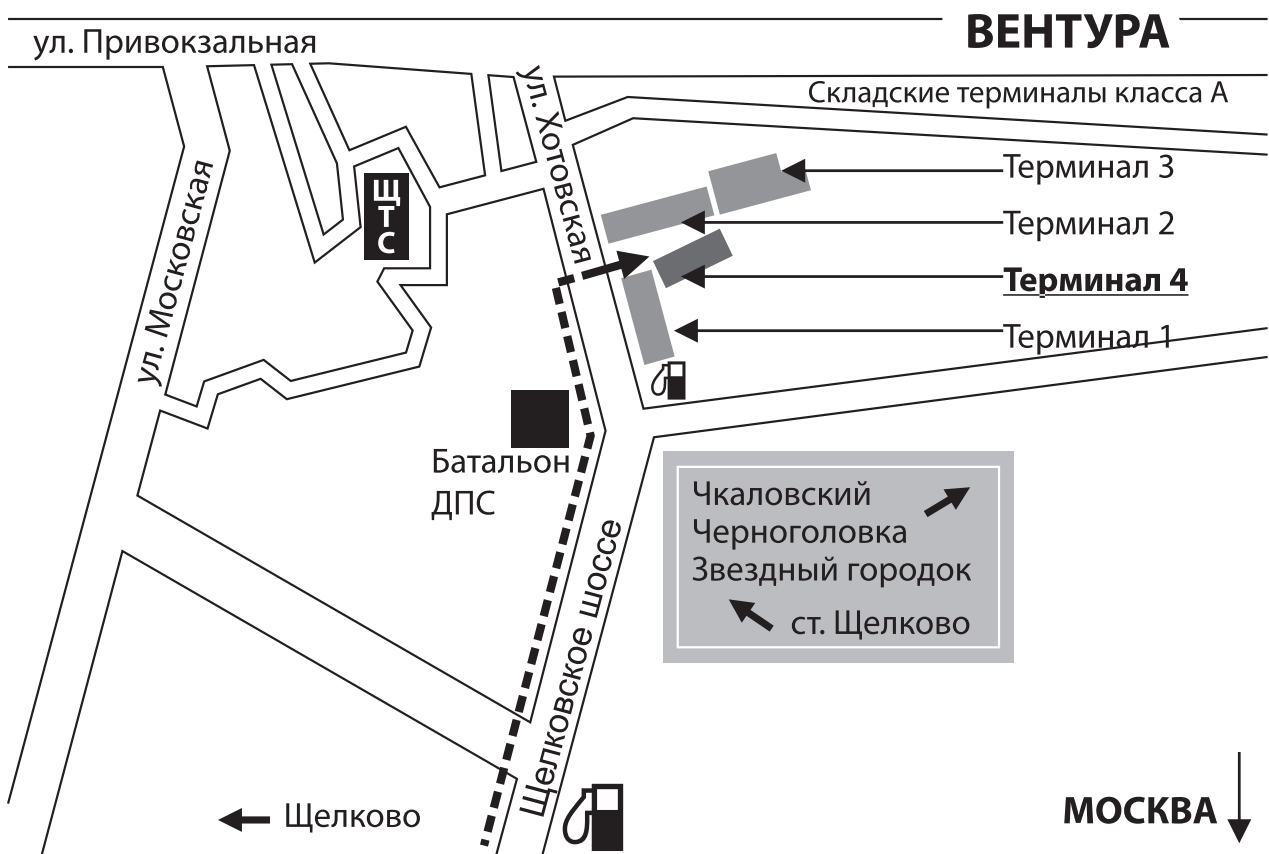 ВЕНТУРА
ул. Привокзальная
Складские терминалы класса А
ул. Хотовская
ул. Московская
ЩТС
Терминал 3
Терминал 2
Терминал 4
Терминал 1
Батальон
ДПС
Чкаловский
Черноголовка
Звездный городок
ст. Щелково
Щелковское шоссе
Щелково
МОСКВА